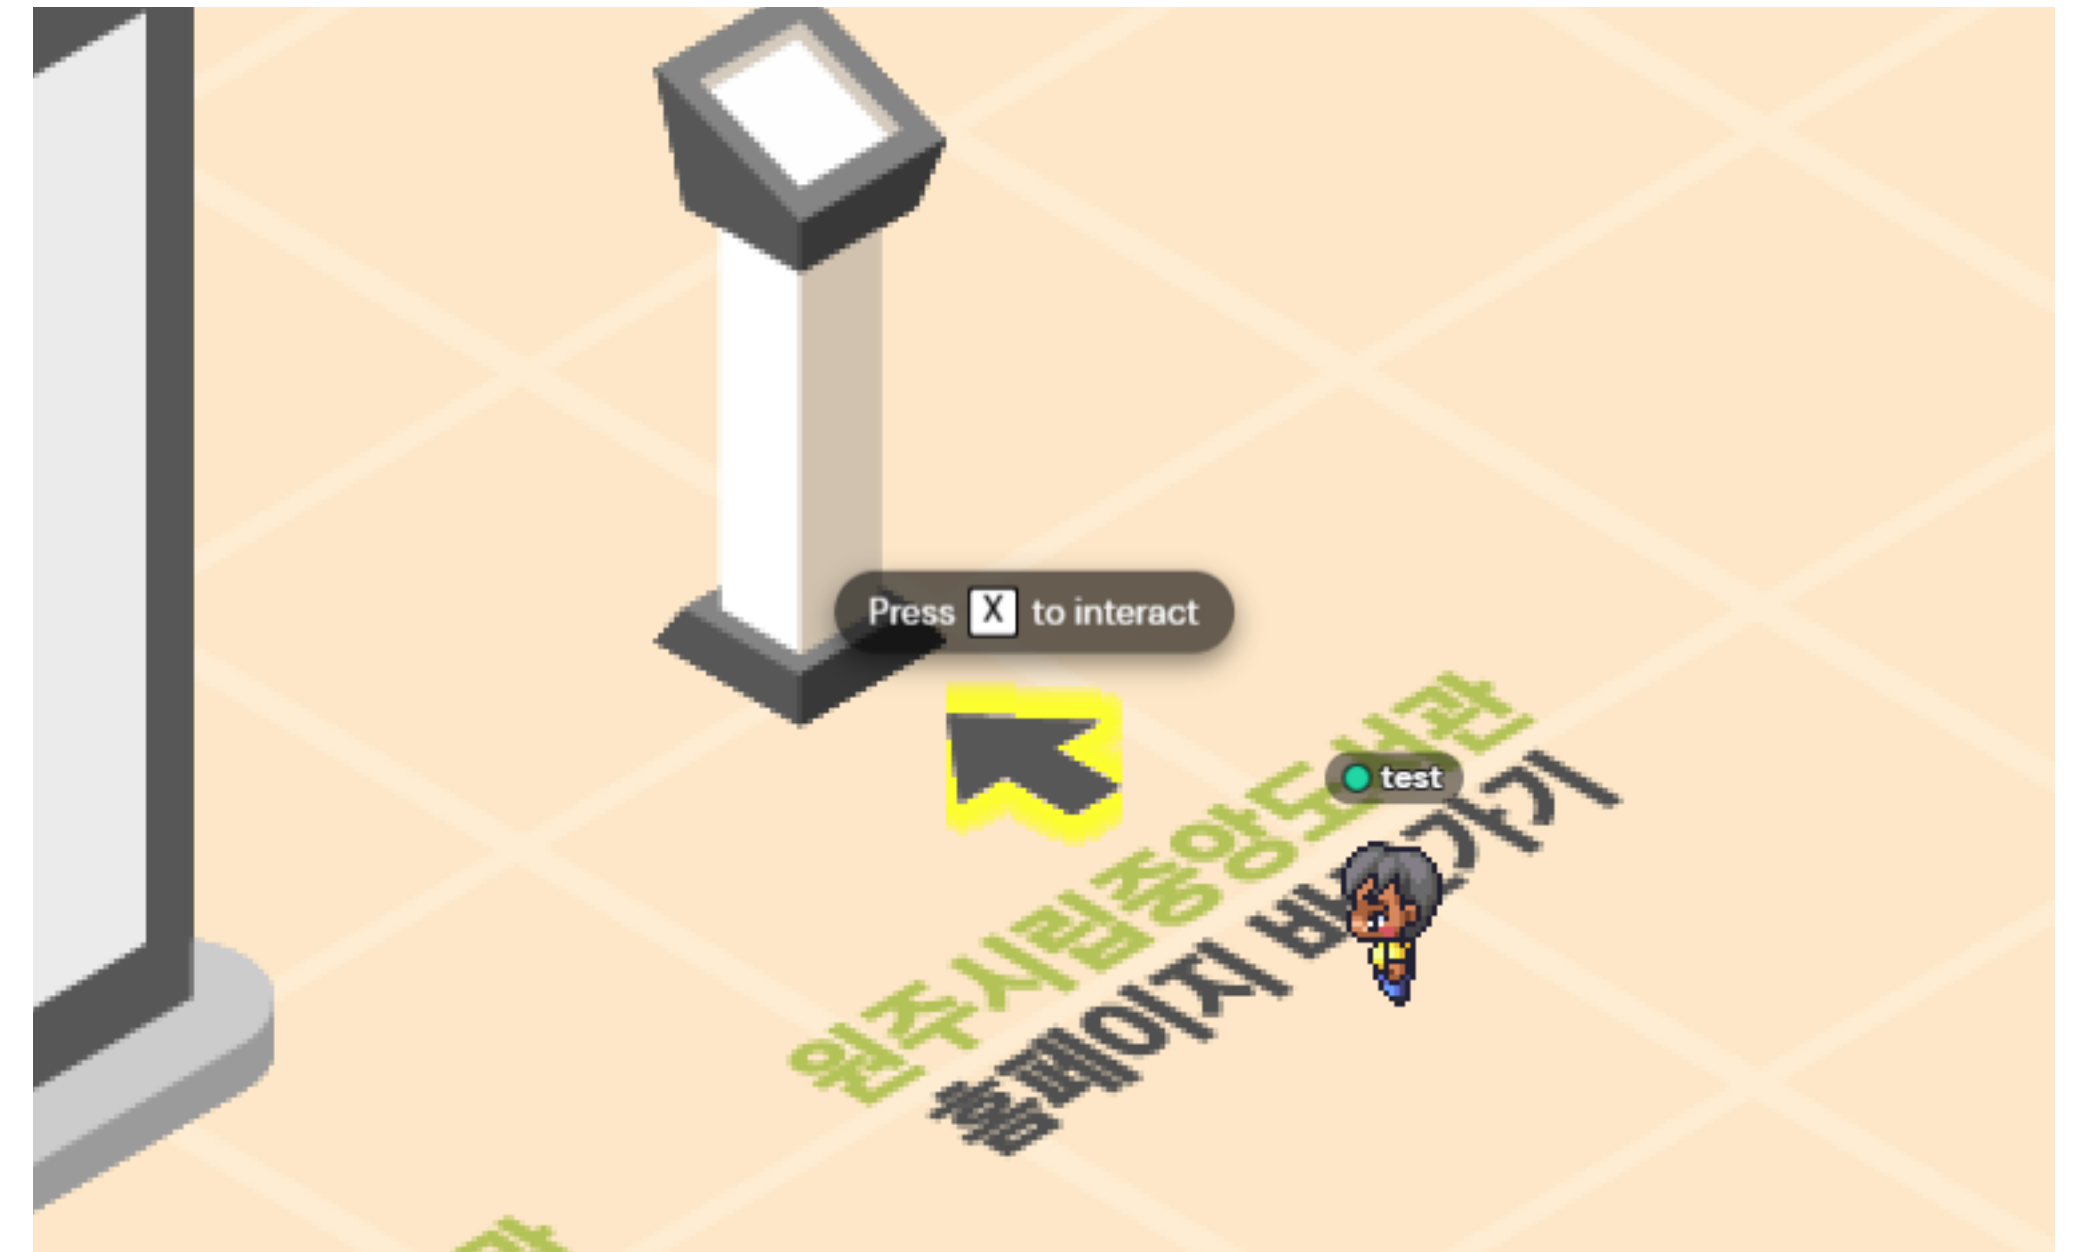 Press X to interact
test
원주시립중앙도서관
홈페이지 바로가기
관